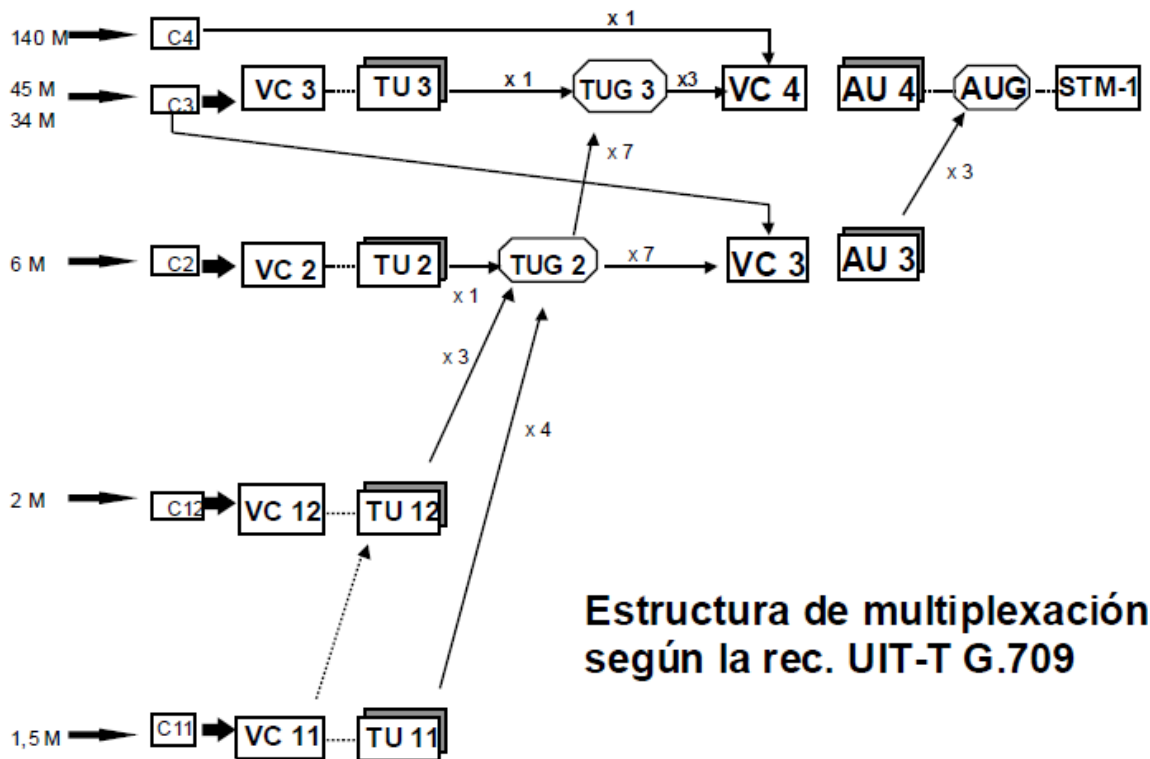 x 1
140 M C4
45 M
34 M
C3 VC 3 TU 3 x 1 TUG 3 x3 VC 4 AU 4 AUG STM-1
x 7
x 3
6 M C2 VC 2 TU 2 x 1 TUG 2 x 7 VC 3 AU 3
x 3
x 4
2 M C12 VC 12 TU 12
Estructura de multiplexación
según la rec. UIT-T G.709
1,5 M C11 VC 11 TU 11